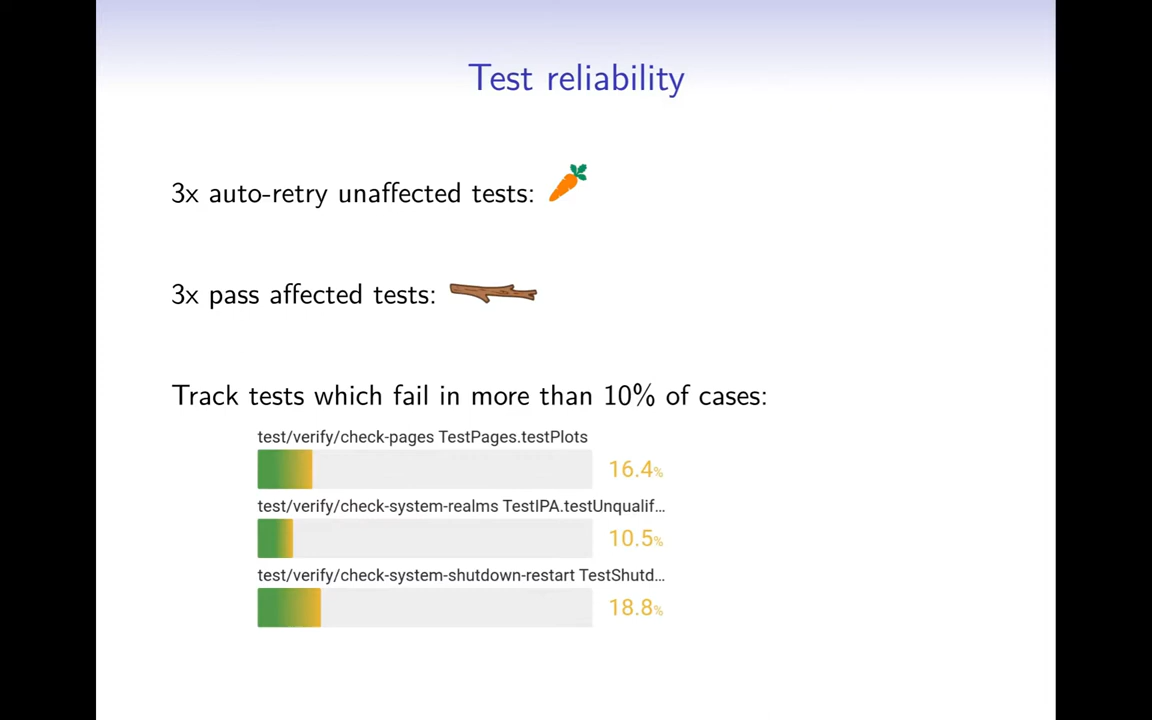 Test reliability
3x auto-retry unaffected tests:
3x pass affected tests:
Track tests which fail in more than 10% of cases:
test/verify/check-pages TestPages.testPlots
16.4%
test/verify/check-system-realms TestIPA.testUnqualif...
10.5%
test/verify/check-system-shutdown-restart TestShutd...
18.8%